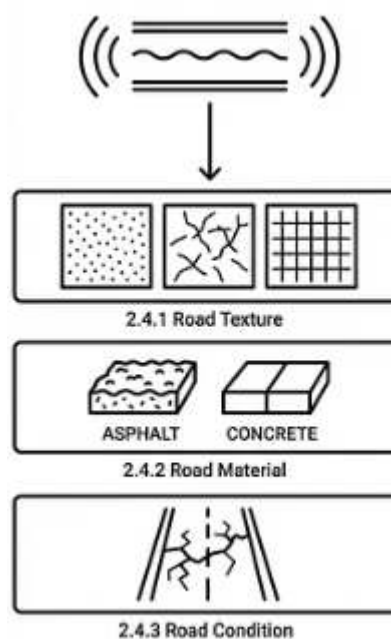 2.4.1 Road Texture
ASPHALT CONCRETE
2.4.2 Road Material
2.4.3 Road Condition